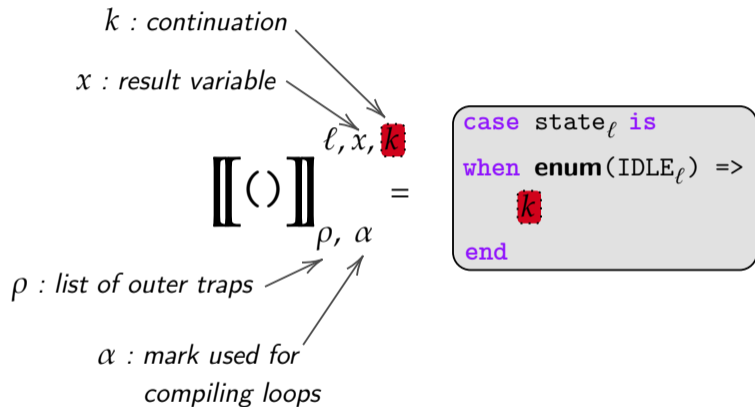 k : continuation
x : result variable
ℓ, x, k
⟦()⟧ =
ρ, α
case stateℓ is
when enum(IDLEℓ) =>
k
end
ρ : list of outer traps
α : mark used for
compiling loops